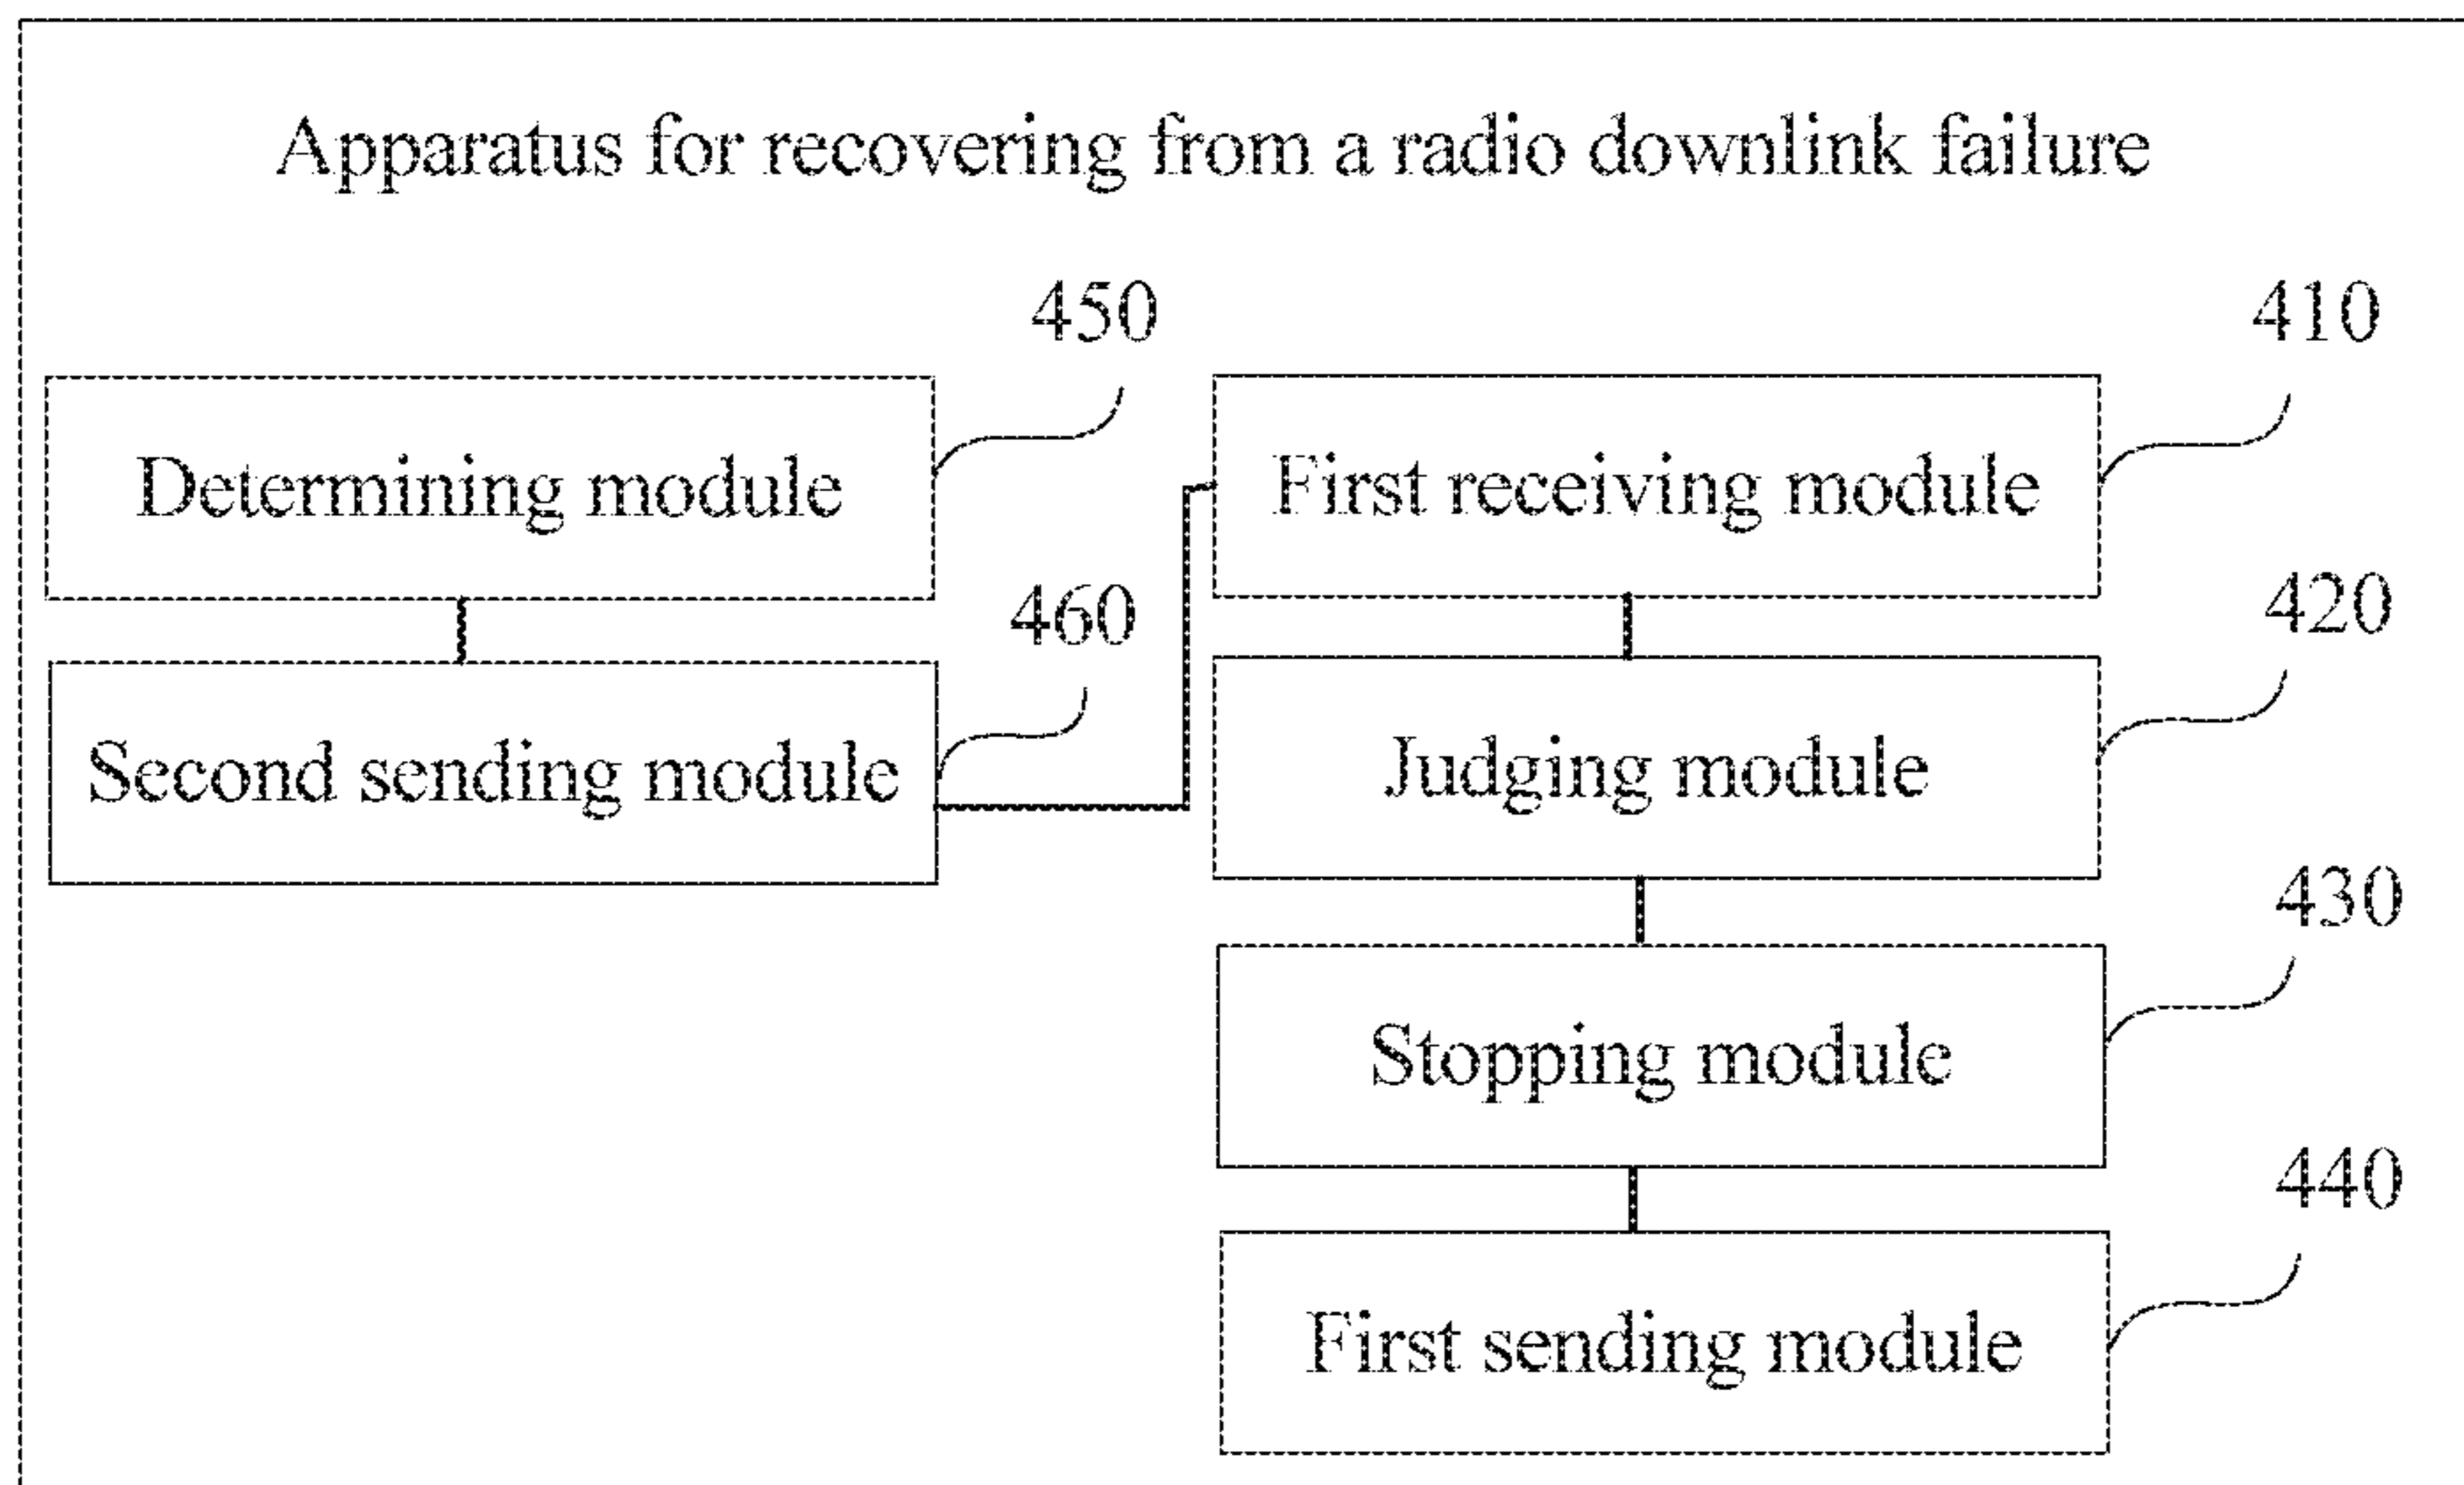 Apparatus for recovering from a radio downlink failure
450
410
Determining module
First receiving module
460
420
Second sending module
Judging module
430
Stopping module
440
First sending module